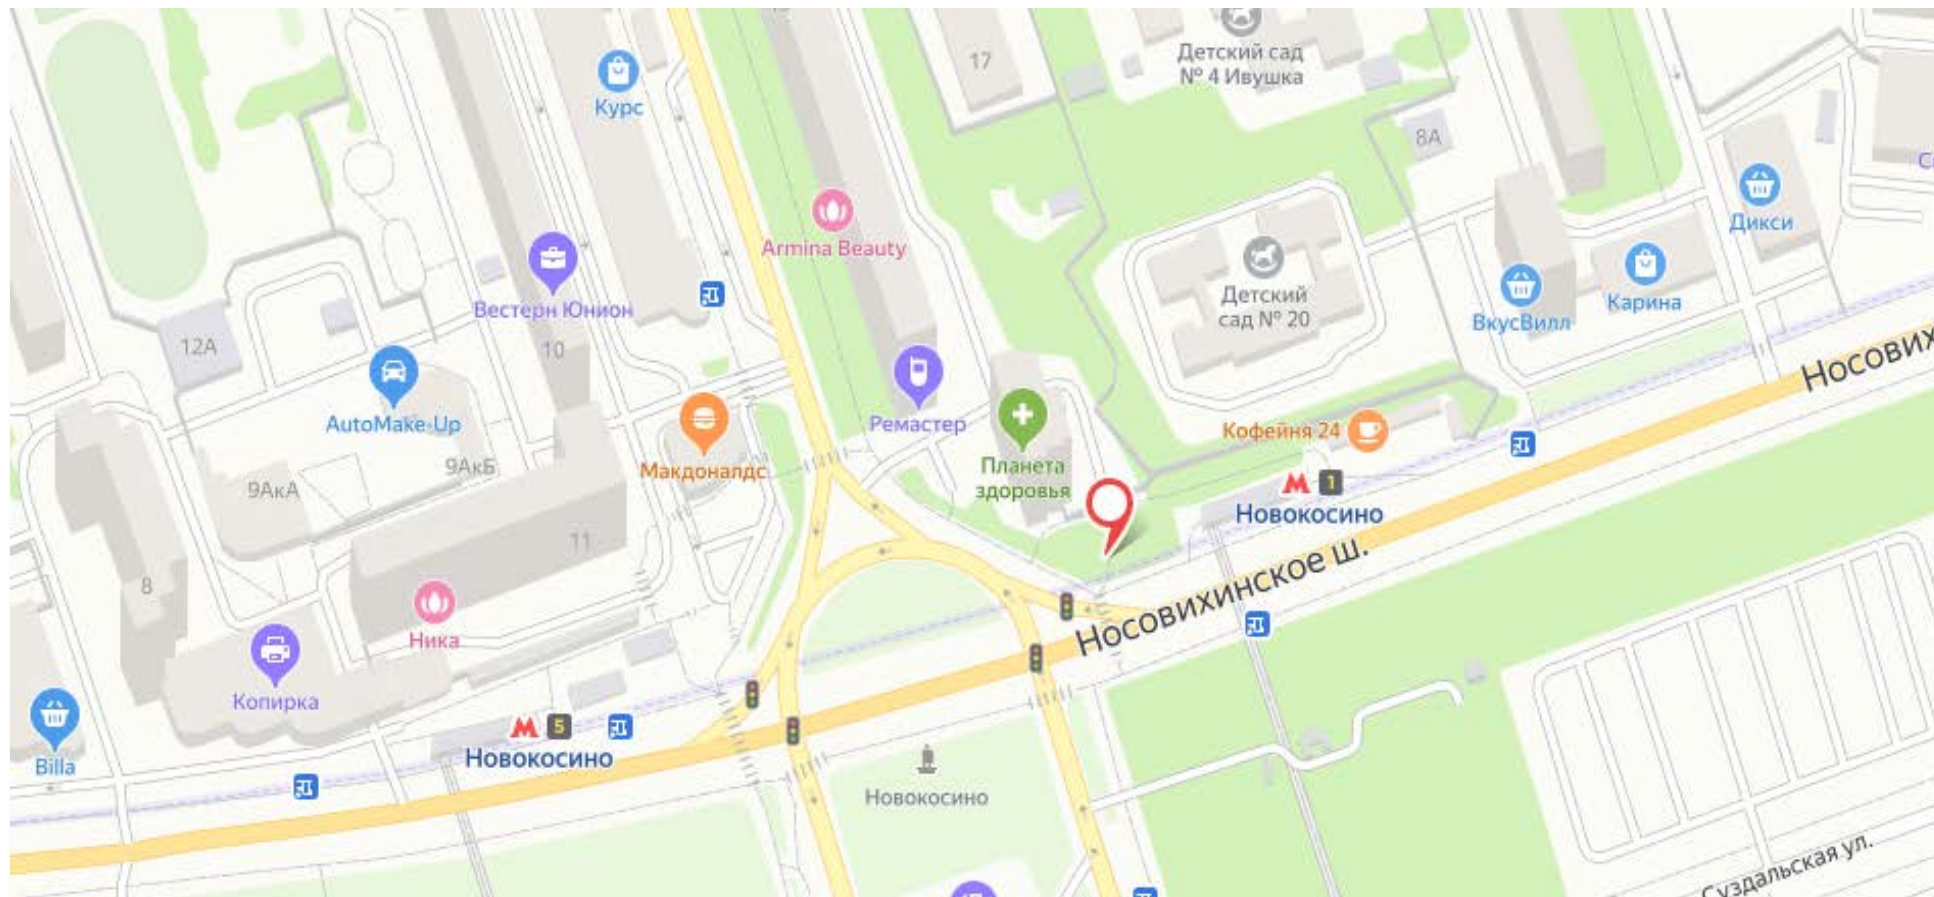 17
Детский сад
№ 4 Ивушка
Курс
8А
Дикси
Armina Beauty
Вестерн Юнион
Детский
сад № 20
ВкусВилл
Карина
12А
10
Носових
AutoMake-Up
Ремастер
Кофейня 24
Макдоналдс
9АкБ
9АкА
Планета
здоровья
М 1
Новокосино
11
8
Носовихинское ш.
Ника
Копирка
М 5
Новокосино
Billa
Новокосино
Суздальская ул.